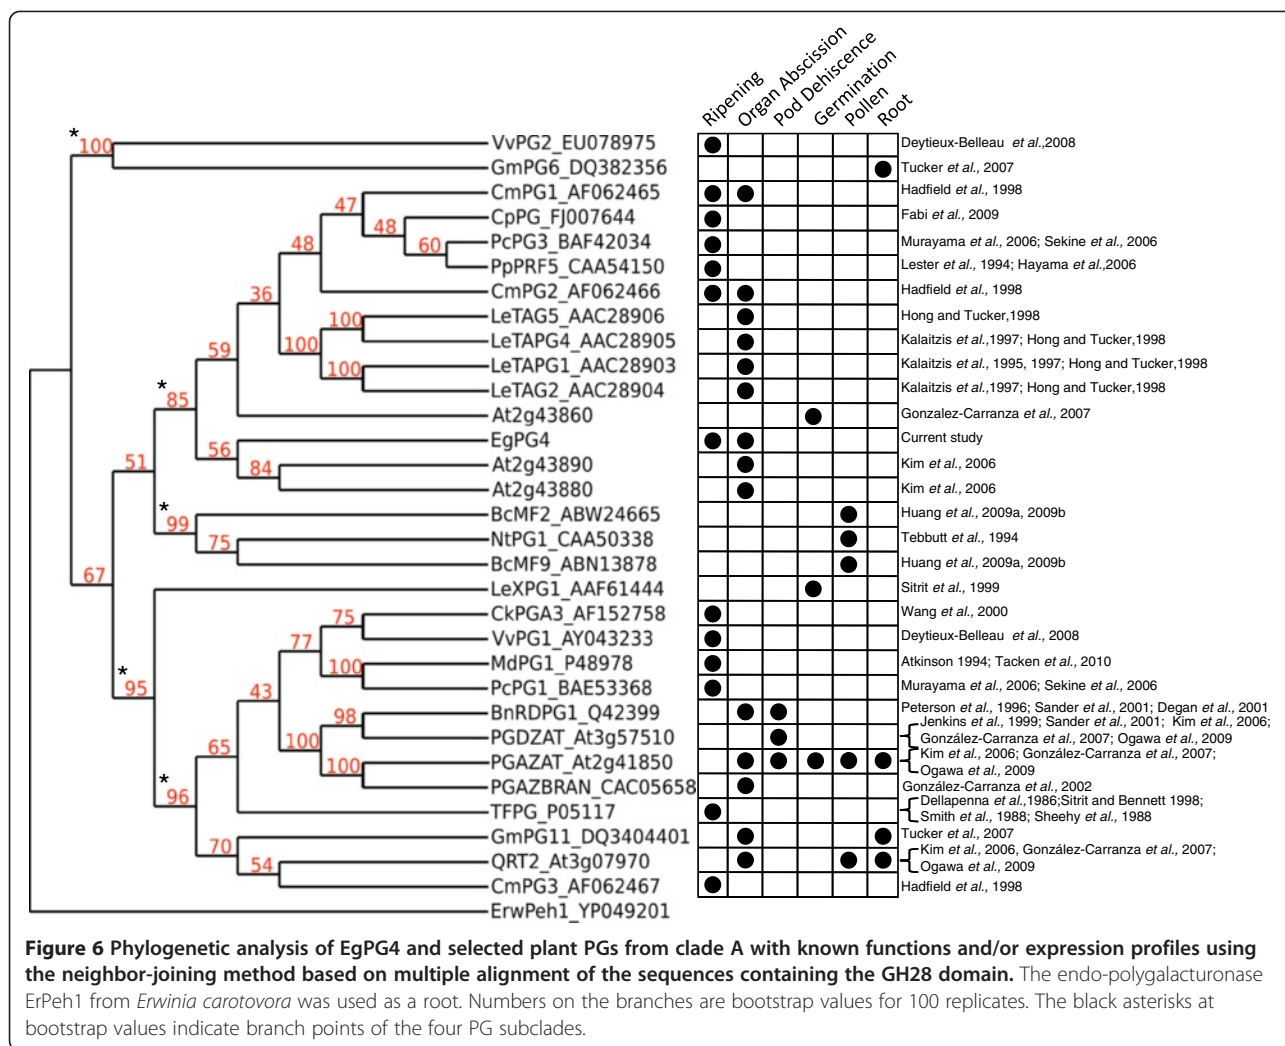 Ripening
Organ Abscission
Pod Dehiscence
Germination
Pollen
Root
* 100 VvPG2_EU078975 Deytieux-Belleau et al.,2008
GmPG6_DQ382356 Tucker et al., 2007
47 CmPG1_AF062465 Hadfield et al., 1998
48 CpPG_FJ007644 Fabi et al., 2009
48 60 PcPG3_BAF42034 Murayama et al., 2006; Sekine et al., 2006
PpPRF5_CAA54150 Lester et al., 1994; Hayama et al.,2006
36 CmPG2_AF062466 Hadfield et al., 1998
100 LeTAG5_AAC28906 Hong and Tucker,1998
100 LeTAPG4_AAC28905 Kalaitzis et al.,1997; Hong and Tucker,1998
59 100 LeTAPG1_AAC28903 Kalaitzis et al., 1995, 1997; Hong and Tucker,1998
* 85 LeTAG2_AAC28904 Kalaitzis et al.,1997; Hong and Tucker,1998
At2g43860 Gonzalez-Carranza et al., 2007
56 EgPG4 Current study
51 84 At2g43890 Kim et al., 2006
At2g43880 Kim et al., 2006
* 99 BcMF2_ABW24665 Huang et al., 2009a, 2009b
75 NtPG1_CAA50338 Tebbutt et al., 1994
BcMF9_ABN13878 Huang et al., 2009a, 2009b
67 LeXPG1_AAF61444 Sitrit et al., 1999
75 CkPGA3_AF152758 Wang et al., 2000
77 VvPG1_AY043233 Deytieux-Belleau et al., 2008
100 MdPG1_P48978 Atkinson 1994; Tacken et al., 2010
* 95 43 PcPG1_BAE53368 Murayama et al., 2006; Sekine et al., 2006
98 BnRDPG1_Q42399 Peterson et al., 1996; Sander et al., 2001; Degan et al., 2001
Jenkins et al., 1999; Sander et al., 2001; Kim et al., 2006;
100 PGDZAT_At3g57510 González-Carranza et al., 2007; Ogawa et al., 2009
65 100 PGAZAT_At2g41850 Kim et al., 2006; González-Carranza et al., 2007;
Ogawa et al., 2009
* 96 PGAZBRAN_CAC05658 González-Carranza et al., 2002
Dellapenna et al.,1986;Sitrit and Bennett 1998;
TFPG_P05117 Smith et al., 1988; Sheehy et al., 1988
70 GmPG11_DQ3404401 Tucker et al., 2007
Kim et al., 2006, González-Carranza et al., 2007;
54 QRT2_At3g07970 Ogawa et al., 2009
CmPG3_AF062467 Hadfield et al., 1998
ErwPeh1_YP049201
Figure 6 Phylogenetic analysis of EgPG4 and selected plant PGs from clade A with known functions and/or expression profiles using
the neighbor-joining method based on multiple alignment of the sequences containing the GH28 domain. The endo-polygalacturonase
ErPeh1 from Erwinia carotovora was used as a root. Numbers on the branches are bootstrap values for 100 replicates. The black asterisks at
bootstrap values indicate branch points of the four PG subclades.